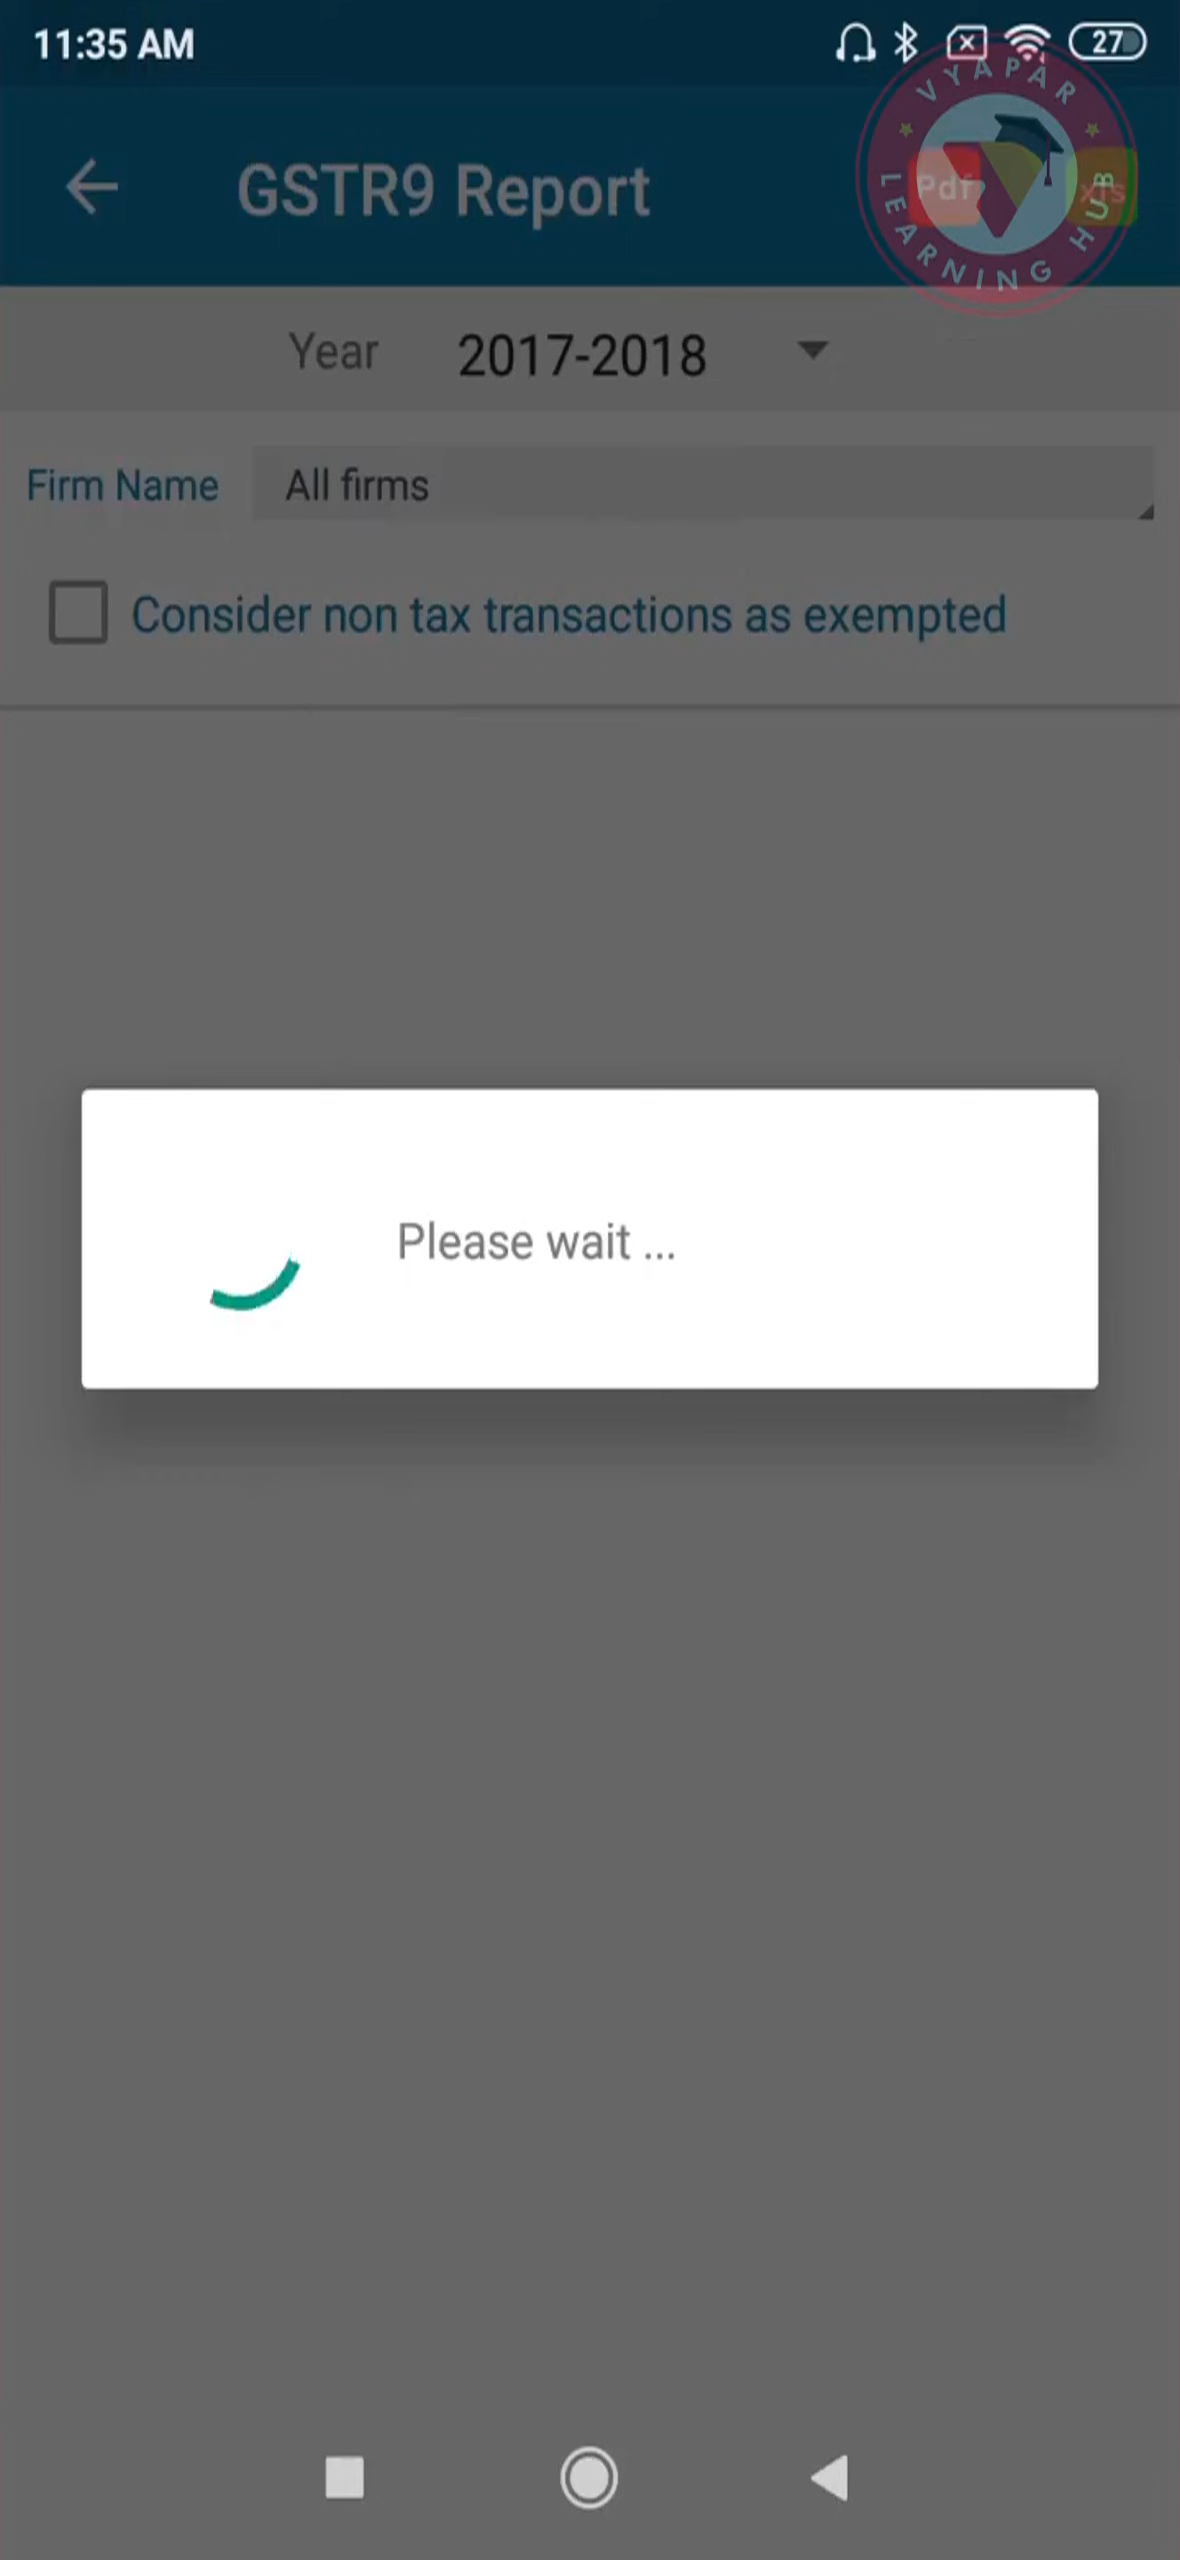 11:35 AM
27
VYAPAR
LEARNING HUB
GSTR9 Report
Pdf
xls
Year 2017-2018
Firm Name All firms
Consider non tax transactions as exempted
Please wait ...